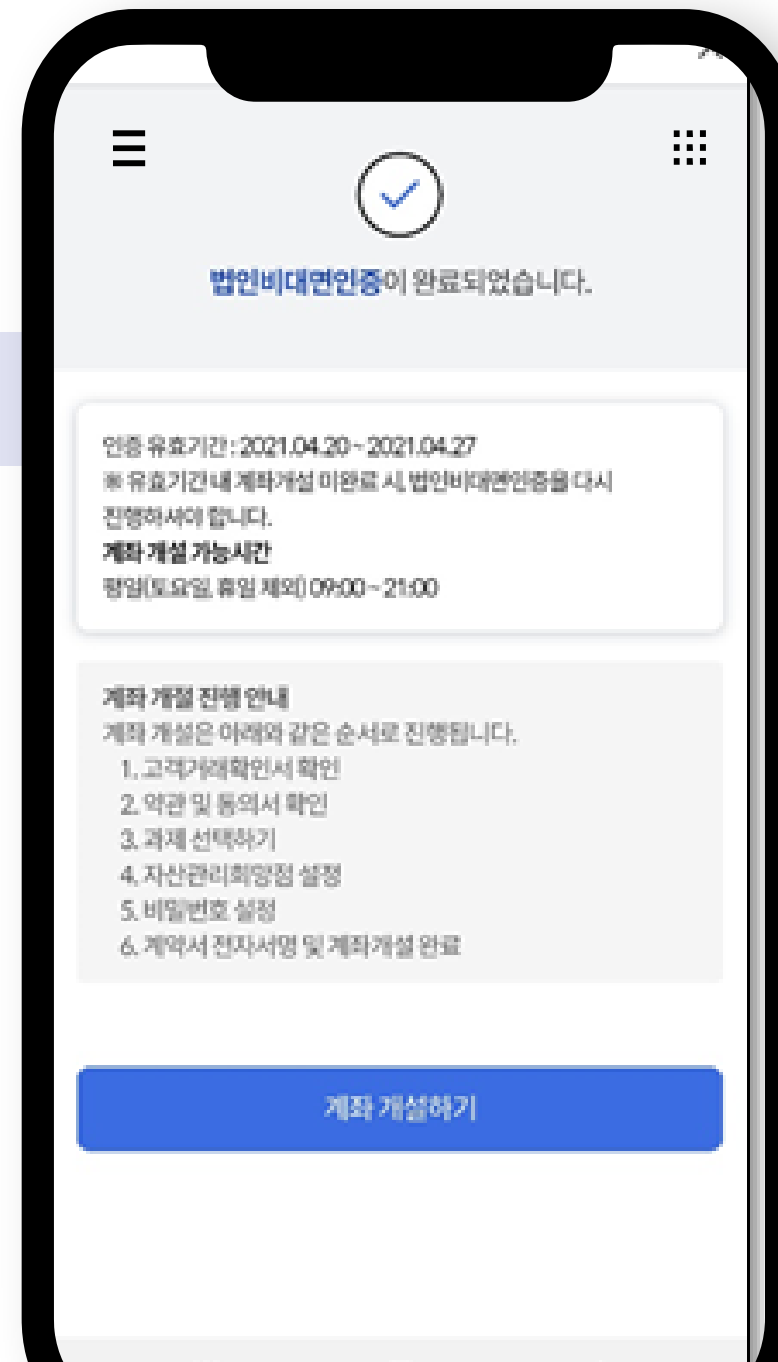 법인비대면인증이 완료되었습니다.
인증 유효기간 : 2021.04.20 ~ 2021.04.27
※ 유효기간 내 계좌개설 미완료 시, 법인비대면인증을 다시
진행하셔야 합니다.
계좌 개설 가능시간
평일(토요일, 휴일 제외) 09:00 ~ 21:00
계좌 개설 진행 안내
계좌 개설은 아래와 같은 순서로 진행됩니다.
1. 고객거래확인서 확인
2. 약관 및 동의서 확인
3. 과제 선택하기
4. 자산관리희망점 설정
5. 비밀번호 설정
6. 계약서 전자서명 및 계좌개설 완료
계좌 개설하기